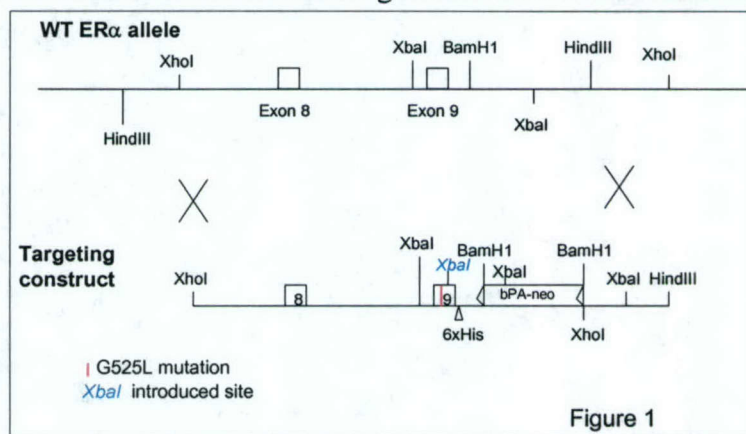 WT ERα allele
XhoI
XbaI
BamH1
HindIII
XhoI
HindIII
Exon 8
Exon 9
XbaI
Targeting construct
XhoI
XbaI
XbaI
BamH1
XbaI
BamH1
XbaI
HindIII
8
9
bPA-neo
6xHis
XhoI
G525L mutation
XbaI introduced site
Figure 1